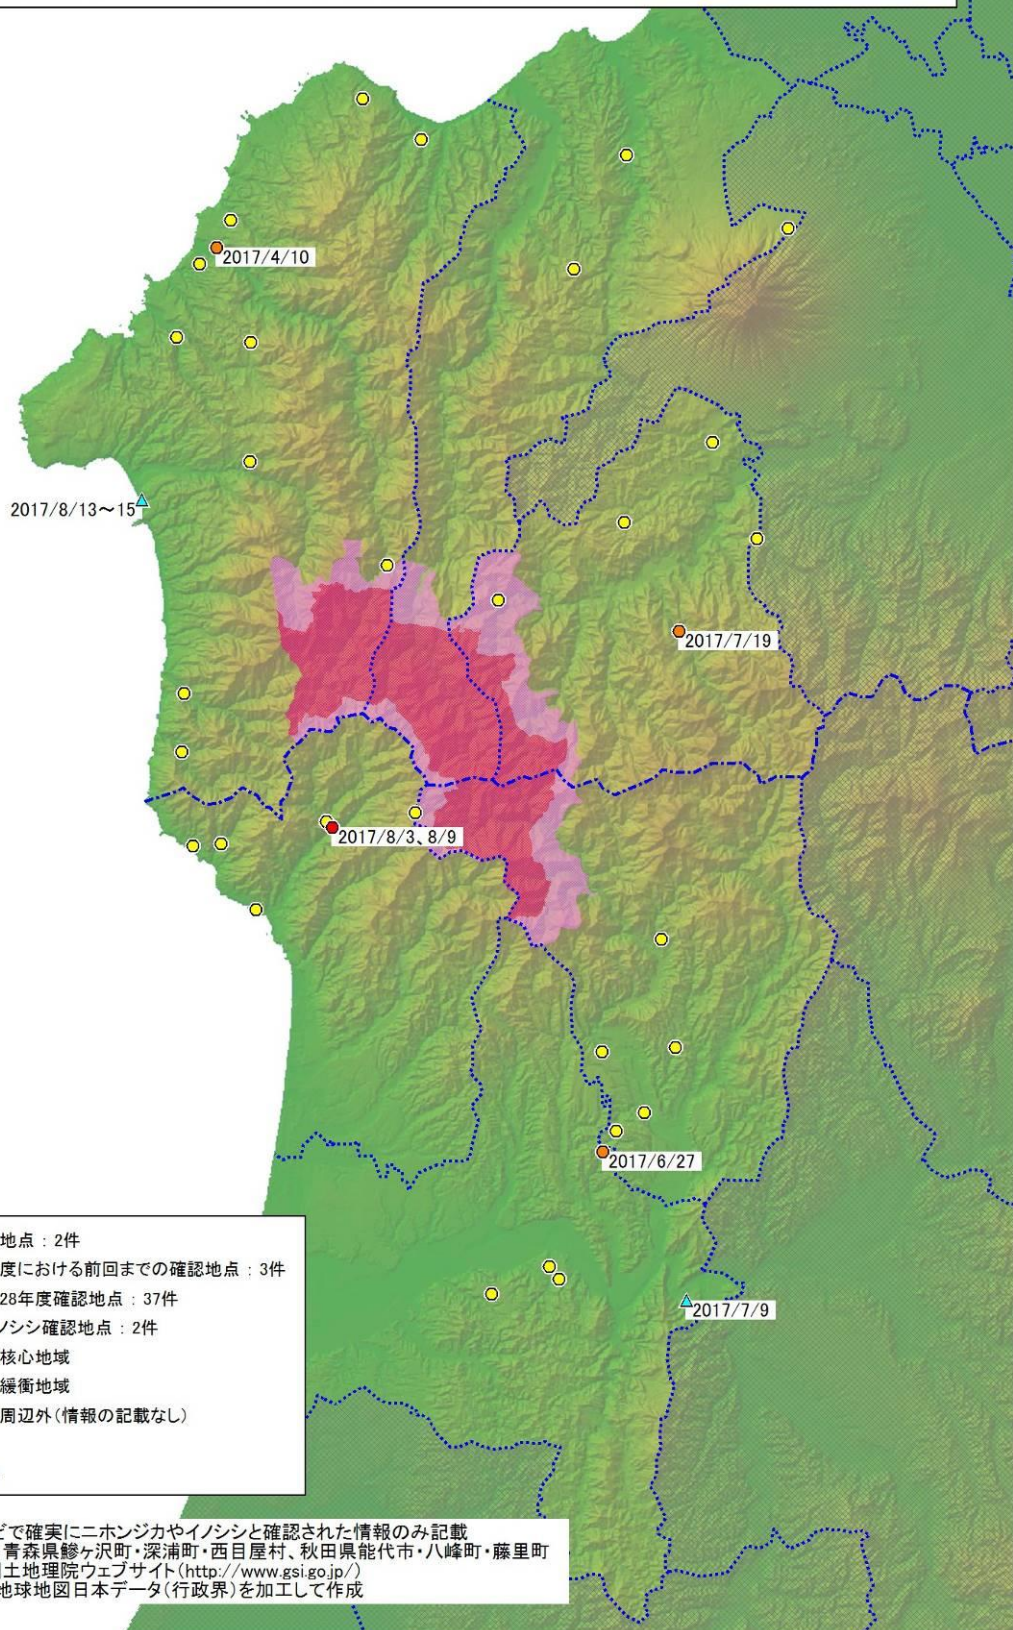 2017/4/10
2017/8/13～15
2017/7/19
2017/8/3、8/9
2017/6/27
2017/7/9
地点：2件
度における前回までの確認地点：3件
28年度確認地点：37件
ノシシ確認地点：2件
核心地域
緩衝地域
周辺外（情報の記載なし）
どで確実にニホンジカやイノシシと確認された情報のみ記載
青森県鰺ヶ沢町・深浦町・西目屋村、秋田県能代市・八峰町・藤里町
国土地理院ウェブサイト（http://www.gsi.go.jp/）
地球地図日本データ（行政界）を加工して作成